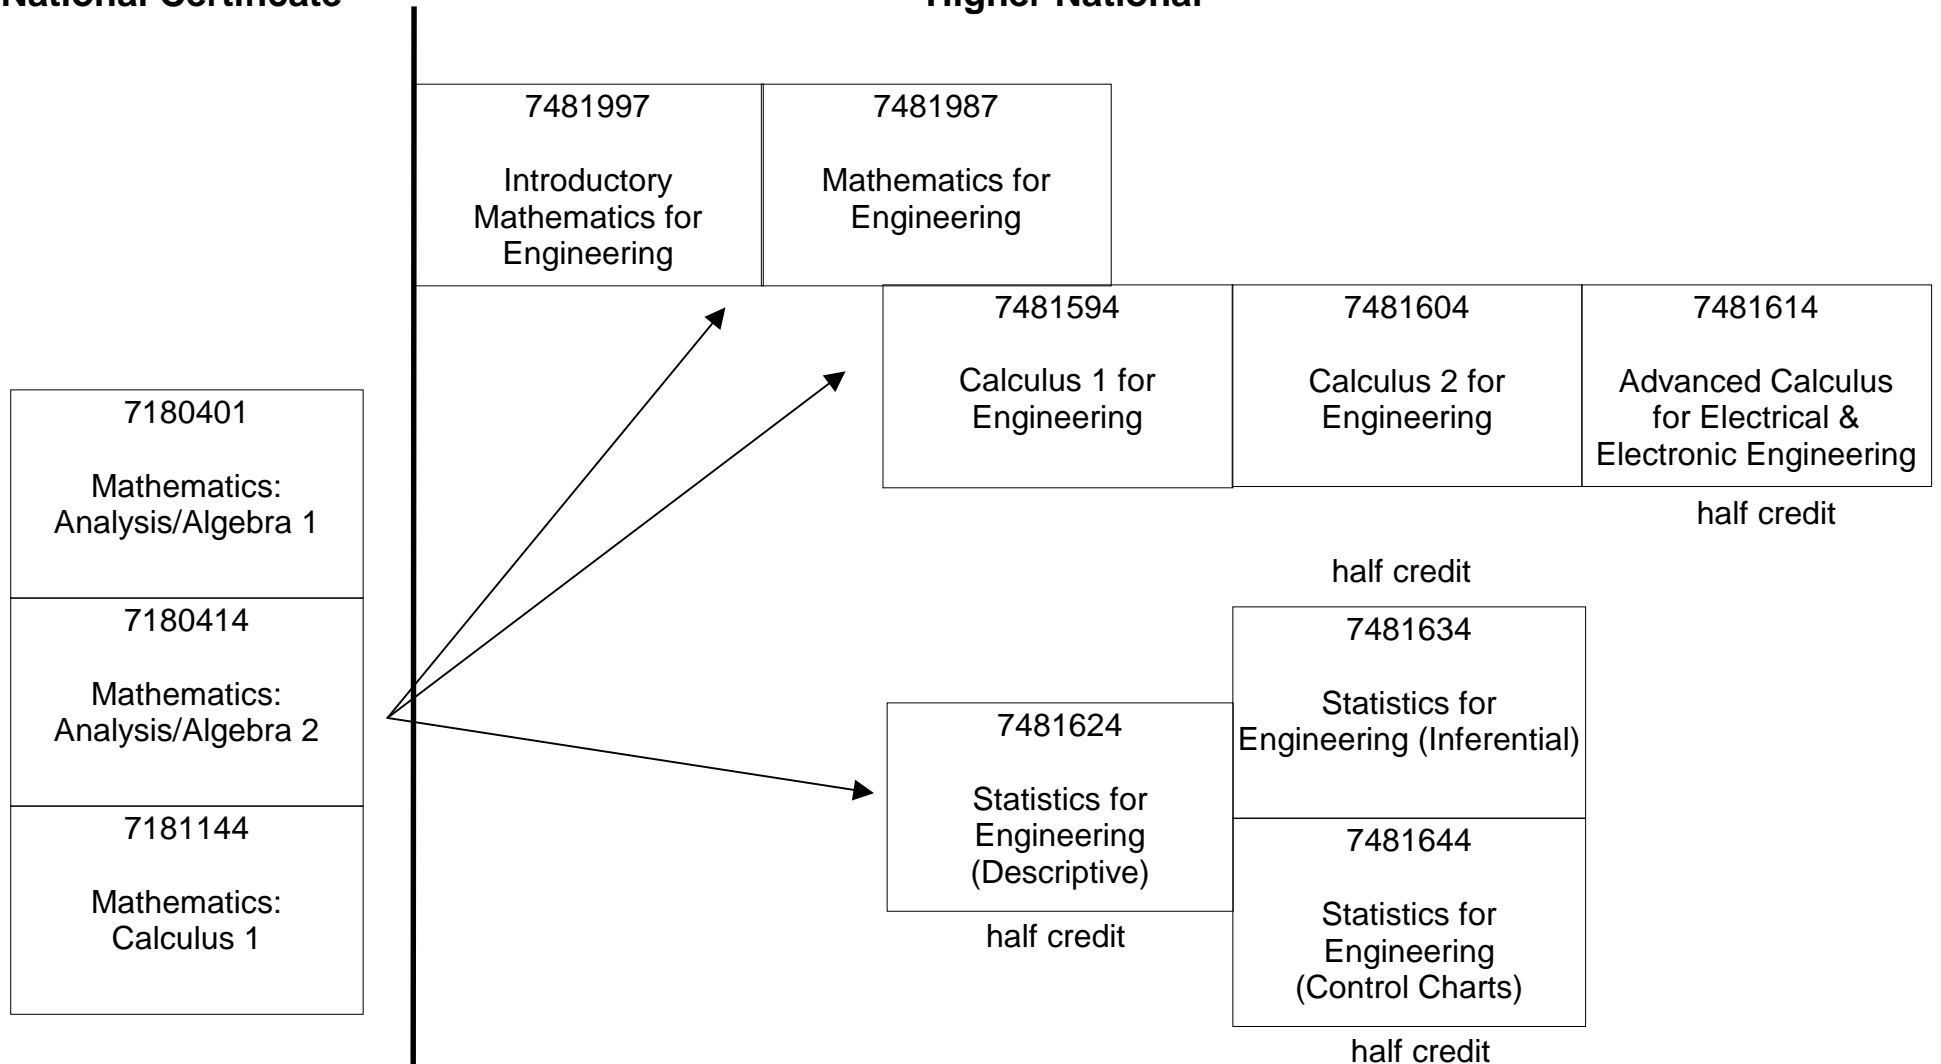 National Certificate
Higher National
7481997
Introductory
Mathematics for
Engineering
7481987
Mathematics for
Engineering
7481594
Calculus 1 for
Engineering
7481604
Calculus 2 for
Engineering
7481614
Advanced Calculus
for Electrical &
Electronic Engineering
half credit
7180401
Mathematics:
Analysis/Algebra 1
7180414
Mathematics:
Analysis/Algebra 2
7181144
Mathematics:
Calculus 1
half credit
7481634
Statistics for
Engineering (Inferential)
7481624
Statistics for
Engineering
(Descriptive)
half credit
7481644
Statistics for
Engineering
(Control Charts)
half credit